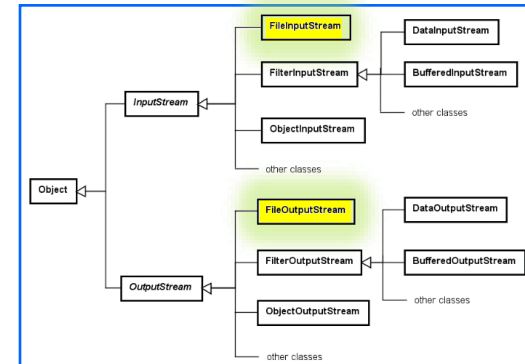 FileInputStream
DataInputStream
FilterInputStream
BufferedInputStream
InputStream
other classes
ObjectInputStream
other classes
Object
FileOutputStream
DataOutputStream
FilterOutputStream
BufferedOutputStream
OutputStream
other classes
ObjectOutputStream
other classes